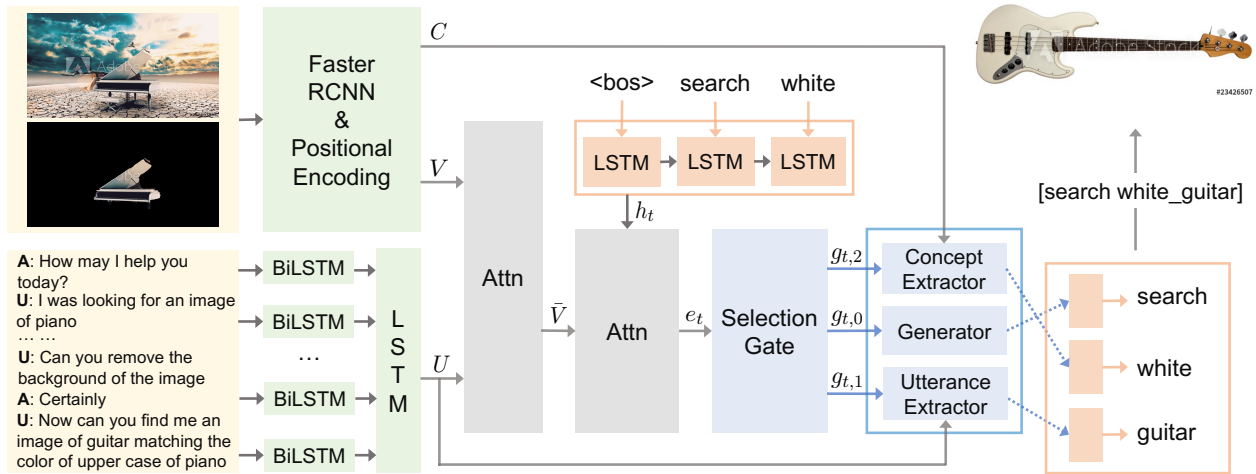 Adobe
Faster
RCNN
&
Positional
Encoding
C
V
<bos>
search
white
LSTM
LSTM
LSTM
h_t
Adobe Stock
#23426507
[search white_guitar]
A: How may I help you
today?
U: I was looking for an image
of piano
... ...
U: Can you remove the
background of the image
A: Certainly
U: Now can you find me an
image of guitar matching the
color of upper case of piano
BiLSTM
BiLSTM
...
BiLSTM
BiLSTM
L
S
T
M
U
Attn
V̄
Attn
e_t
Selection
Gate
g_{t,2}
g_{t,0}
g_{t,1}
Concept
Extractor
Generator
Utterance
Extractor
search
white
guitar